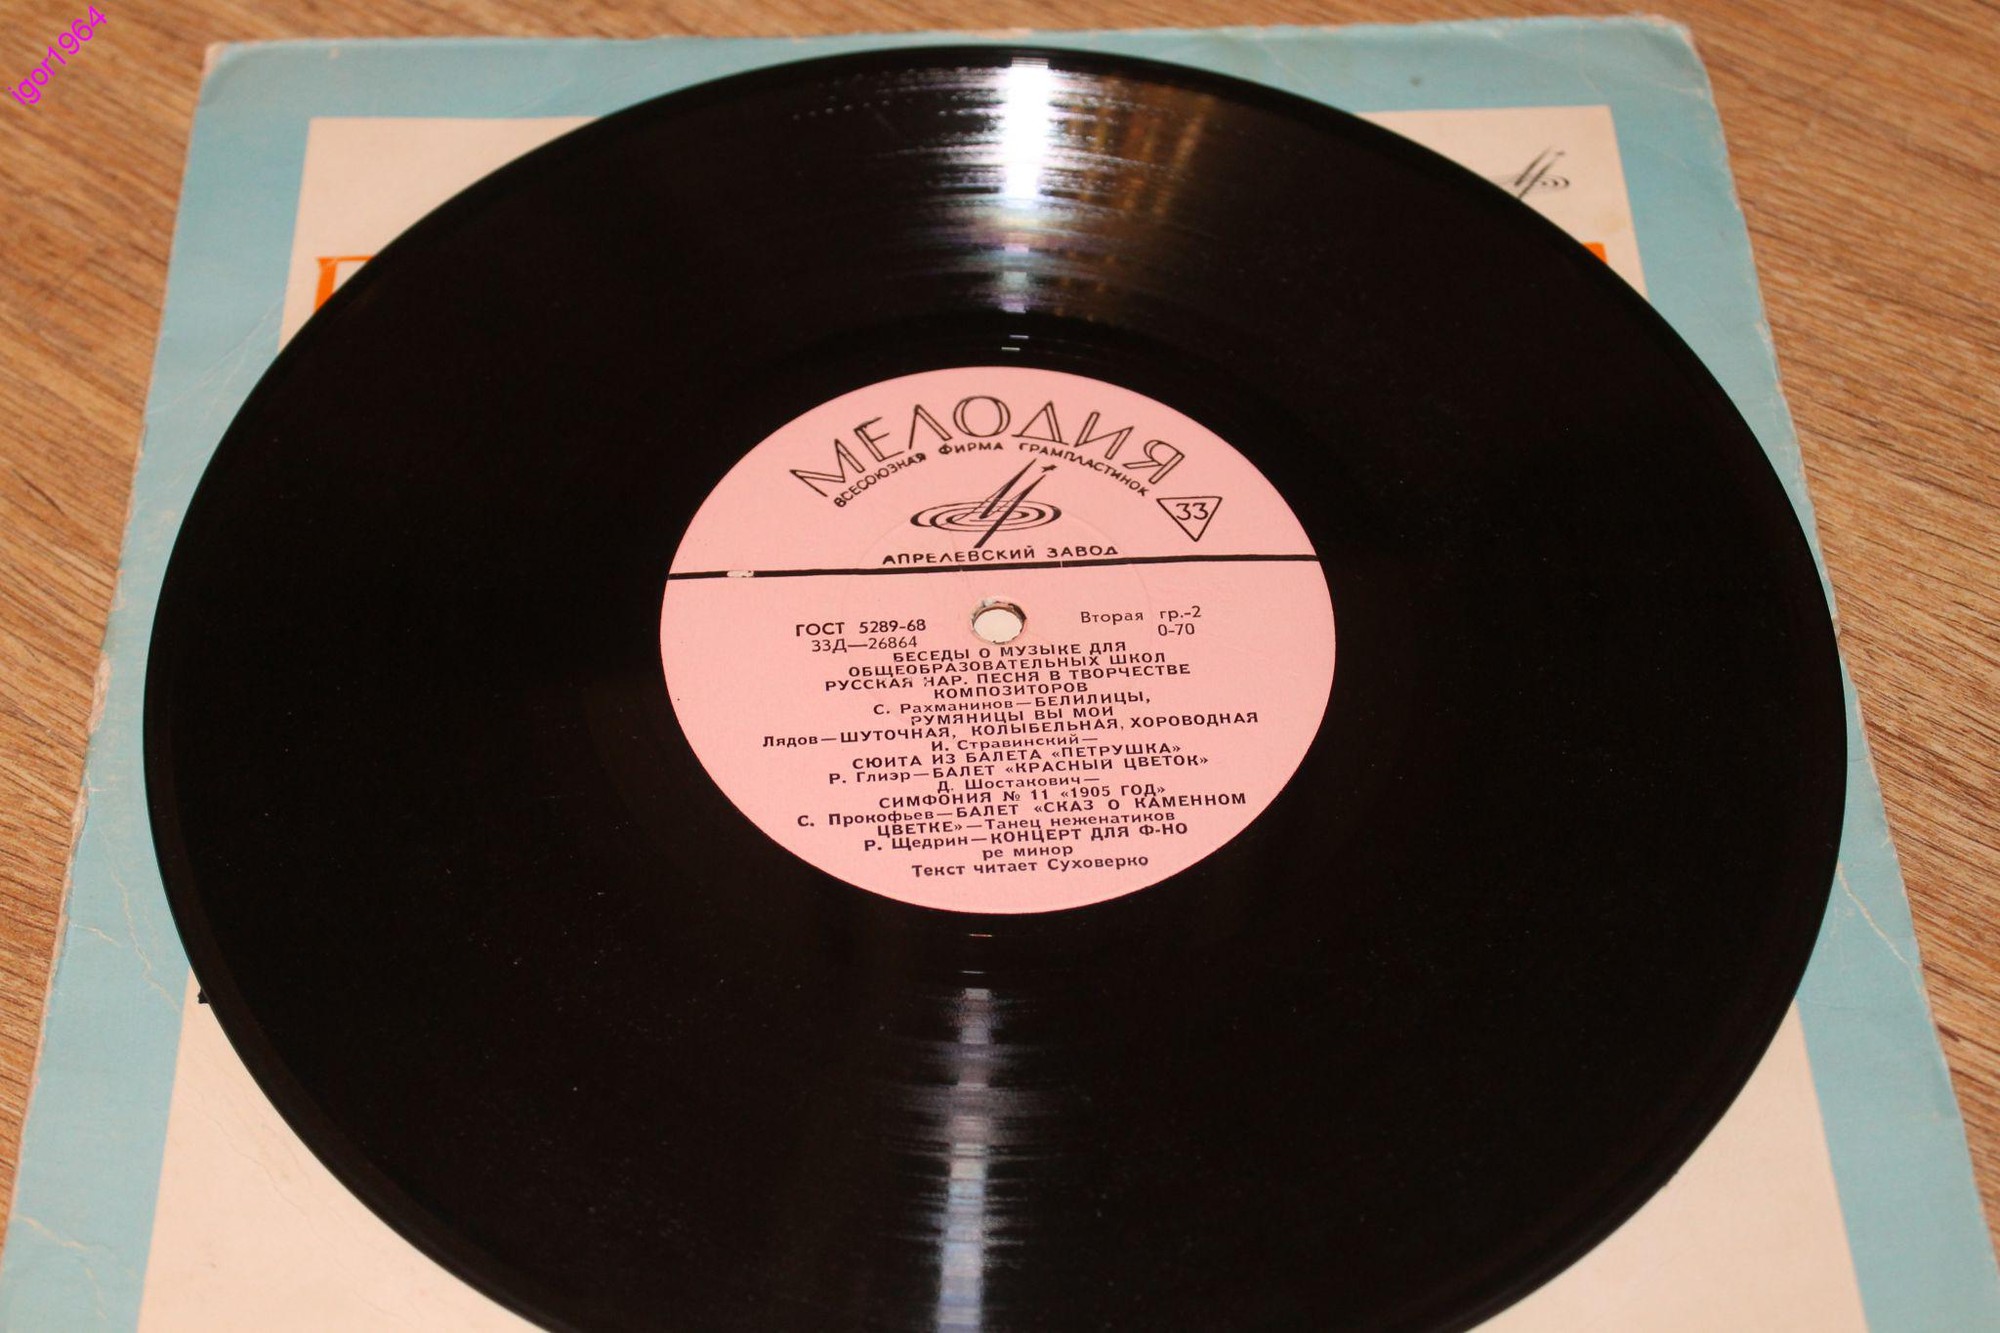 igor1964
МЕЛОДИЯ
ВСЕСОЮЗНАЯ ФИРМА ГРАМПЛАСТИНОК
33
АПРЕЛЕВСКИЙ ЗАВОД
ГОСТ 5289-68 Вторая гр.-2
33Д—26864 0-70
БЕСЕДЫ О МУЗЫКЕ ДЛЯ
ОБЩЕОБРАЗОВАТЕЛЬНЫХ ШКОЛ
РУССКАЯ НАР. ПЕСНЯ В ТВОРЧЕСТВЕ
КОМПОЗИТОРОВ
С. Рахманинов—БЕЛИЛИЦЫ,
РУМЯНИЦЫ ВЫ МОИ
Лядов—ШУТОЧНАЯ, КОЛЫБЕЛЬНАЯ, ХОРОВОДНАЯ
И. Стравинский—
СЮИТА ИЗ БАЛЕТА «ПЕТРУШКА»
Р. Глиэр—БАЛЕТ «КРАСНЫЙ ЦВЕТОК»
Д. Шостакович—
СИМФОНИЯ № 11 «1905 ГОД»
С. Прокофьев—БАЛЕТ «СКАЗ О КАМЕННОМ
ЦВЕТКЕ»—Танец неженатиков
Р. Щедрин—КОНЦЕРТ ДЛЯ Ф-НО
ре минор
Текст читает Суховерко